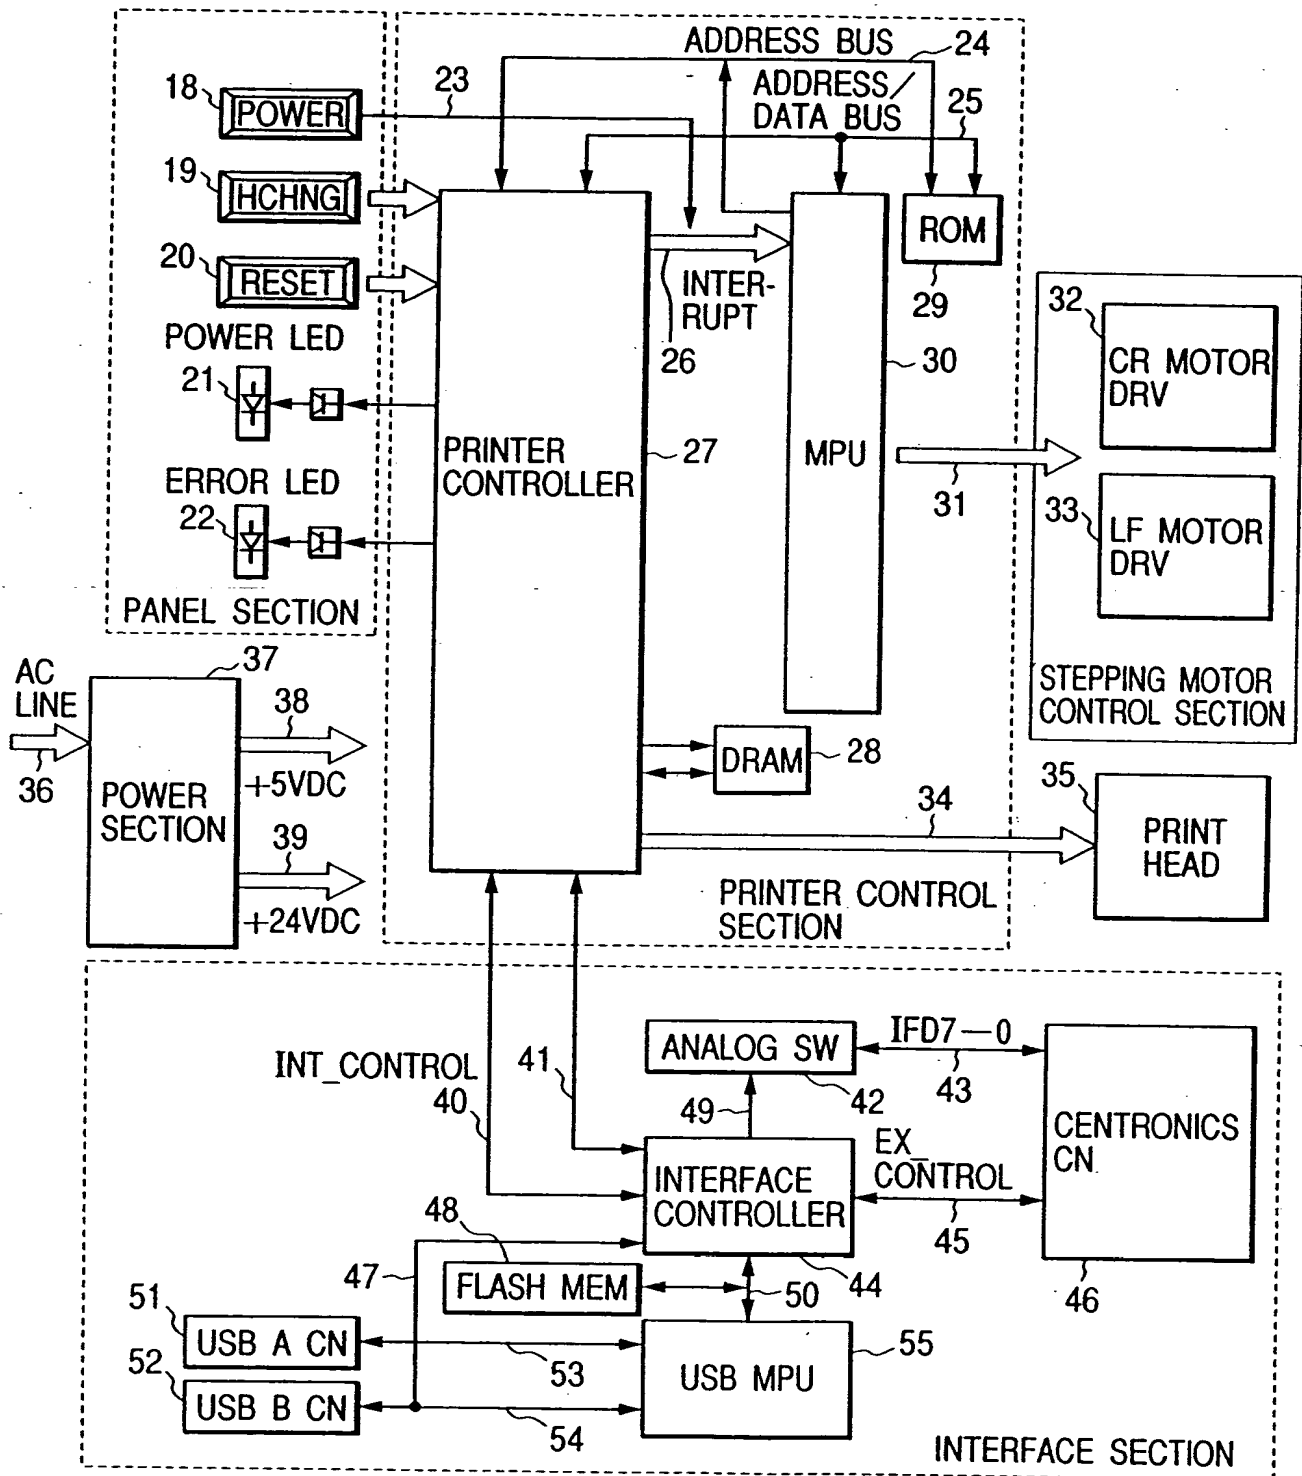 ADDRESS BUS
24
ADDRESS/
DATA BUS
25
18
POWER
23
19
HCHNG
20
RESET
ROM
29
INTER-
RUPT
26
30
POWER LED
21
ERROR LED
22
PRINTER
CONTROLLER
27
MPU
31
32
CR MOTOR
DRV
33
LF MOTOR
DRV
STEPPING MOTOR
CONTROL SECTION
PANEL SECTION
AC
LINE
36
37
POWER
SECTION
38
+5VDC
39
+24VDC
DRAM
28
34
35
PRINT
HEAD
PRINTER CONTROL
SECTION
INT_CONTROL
40
41
ANALOG SW
42
IFD7—0
43
49
INTERFACE
CONTROLLER
44
EX_
CONTROL
45
CENTRONICS
CN
46
47
48
FLASH MEM
50
51
USB A CN
53
52
USB B CN
54
USB MPU
55
INTERFACE SECTION